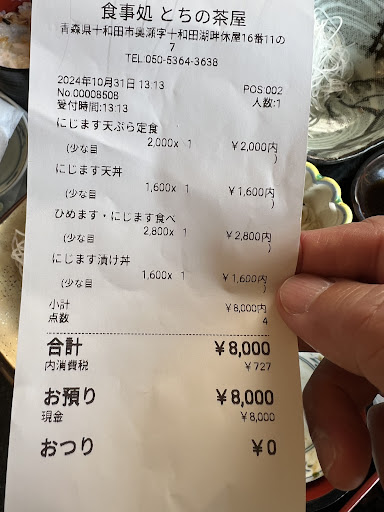 食事処 とちの茶屋
青森県十和田市奥瀬字十和田湖畔休屋16番11の
7
TEL 050-5364-3638
2024年10月31日 13:13 POS:002
No.00008508 人数:1
受付時間:13:13
にじます天ぷら定食
2,000x 1 ¥2,000内
(少な目 )
にじます天丼
1,600x 1 ¥1,600内
(少な目 )
ひめます・にじます食べ
2,800x 1 ¥2,800内
(少な目 )
にじます漬け丼
1,600x 1 ¥1,600内
(少な目 )
小計 ¥8,000内
点数 4
合計 ¥8,000
内消費税 ¥727
お預り ¥8,000
現金 ¥8,000
おつり ¥0